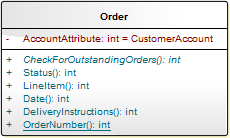 Order
- AccountAttribute: int = CustomerAccount
+ CheckForOutstandingOrders(): int
+ Status(): int
+ LineItem(): int
+ Date(): int
+ DeliveryInstructions(): int
+ OrderNumber(): int